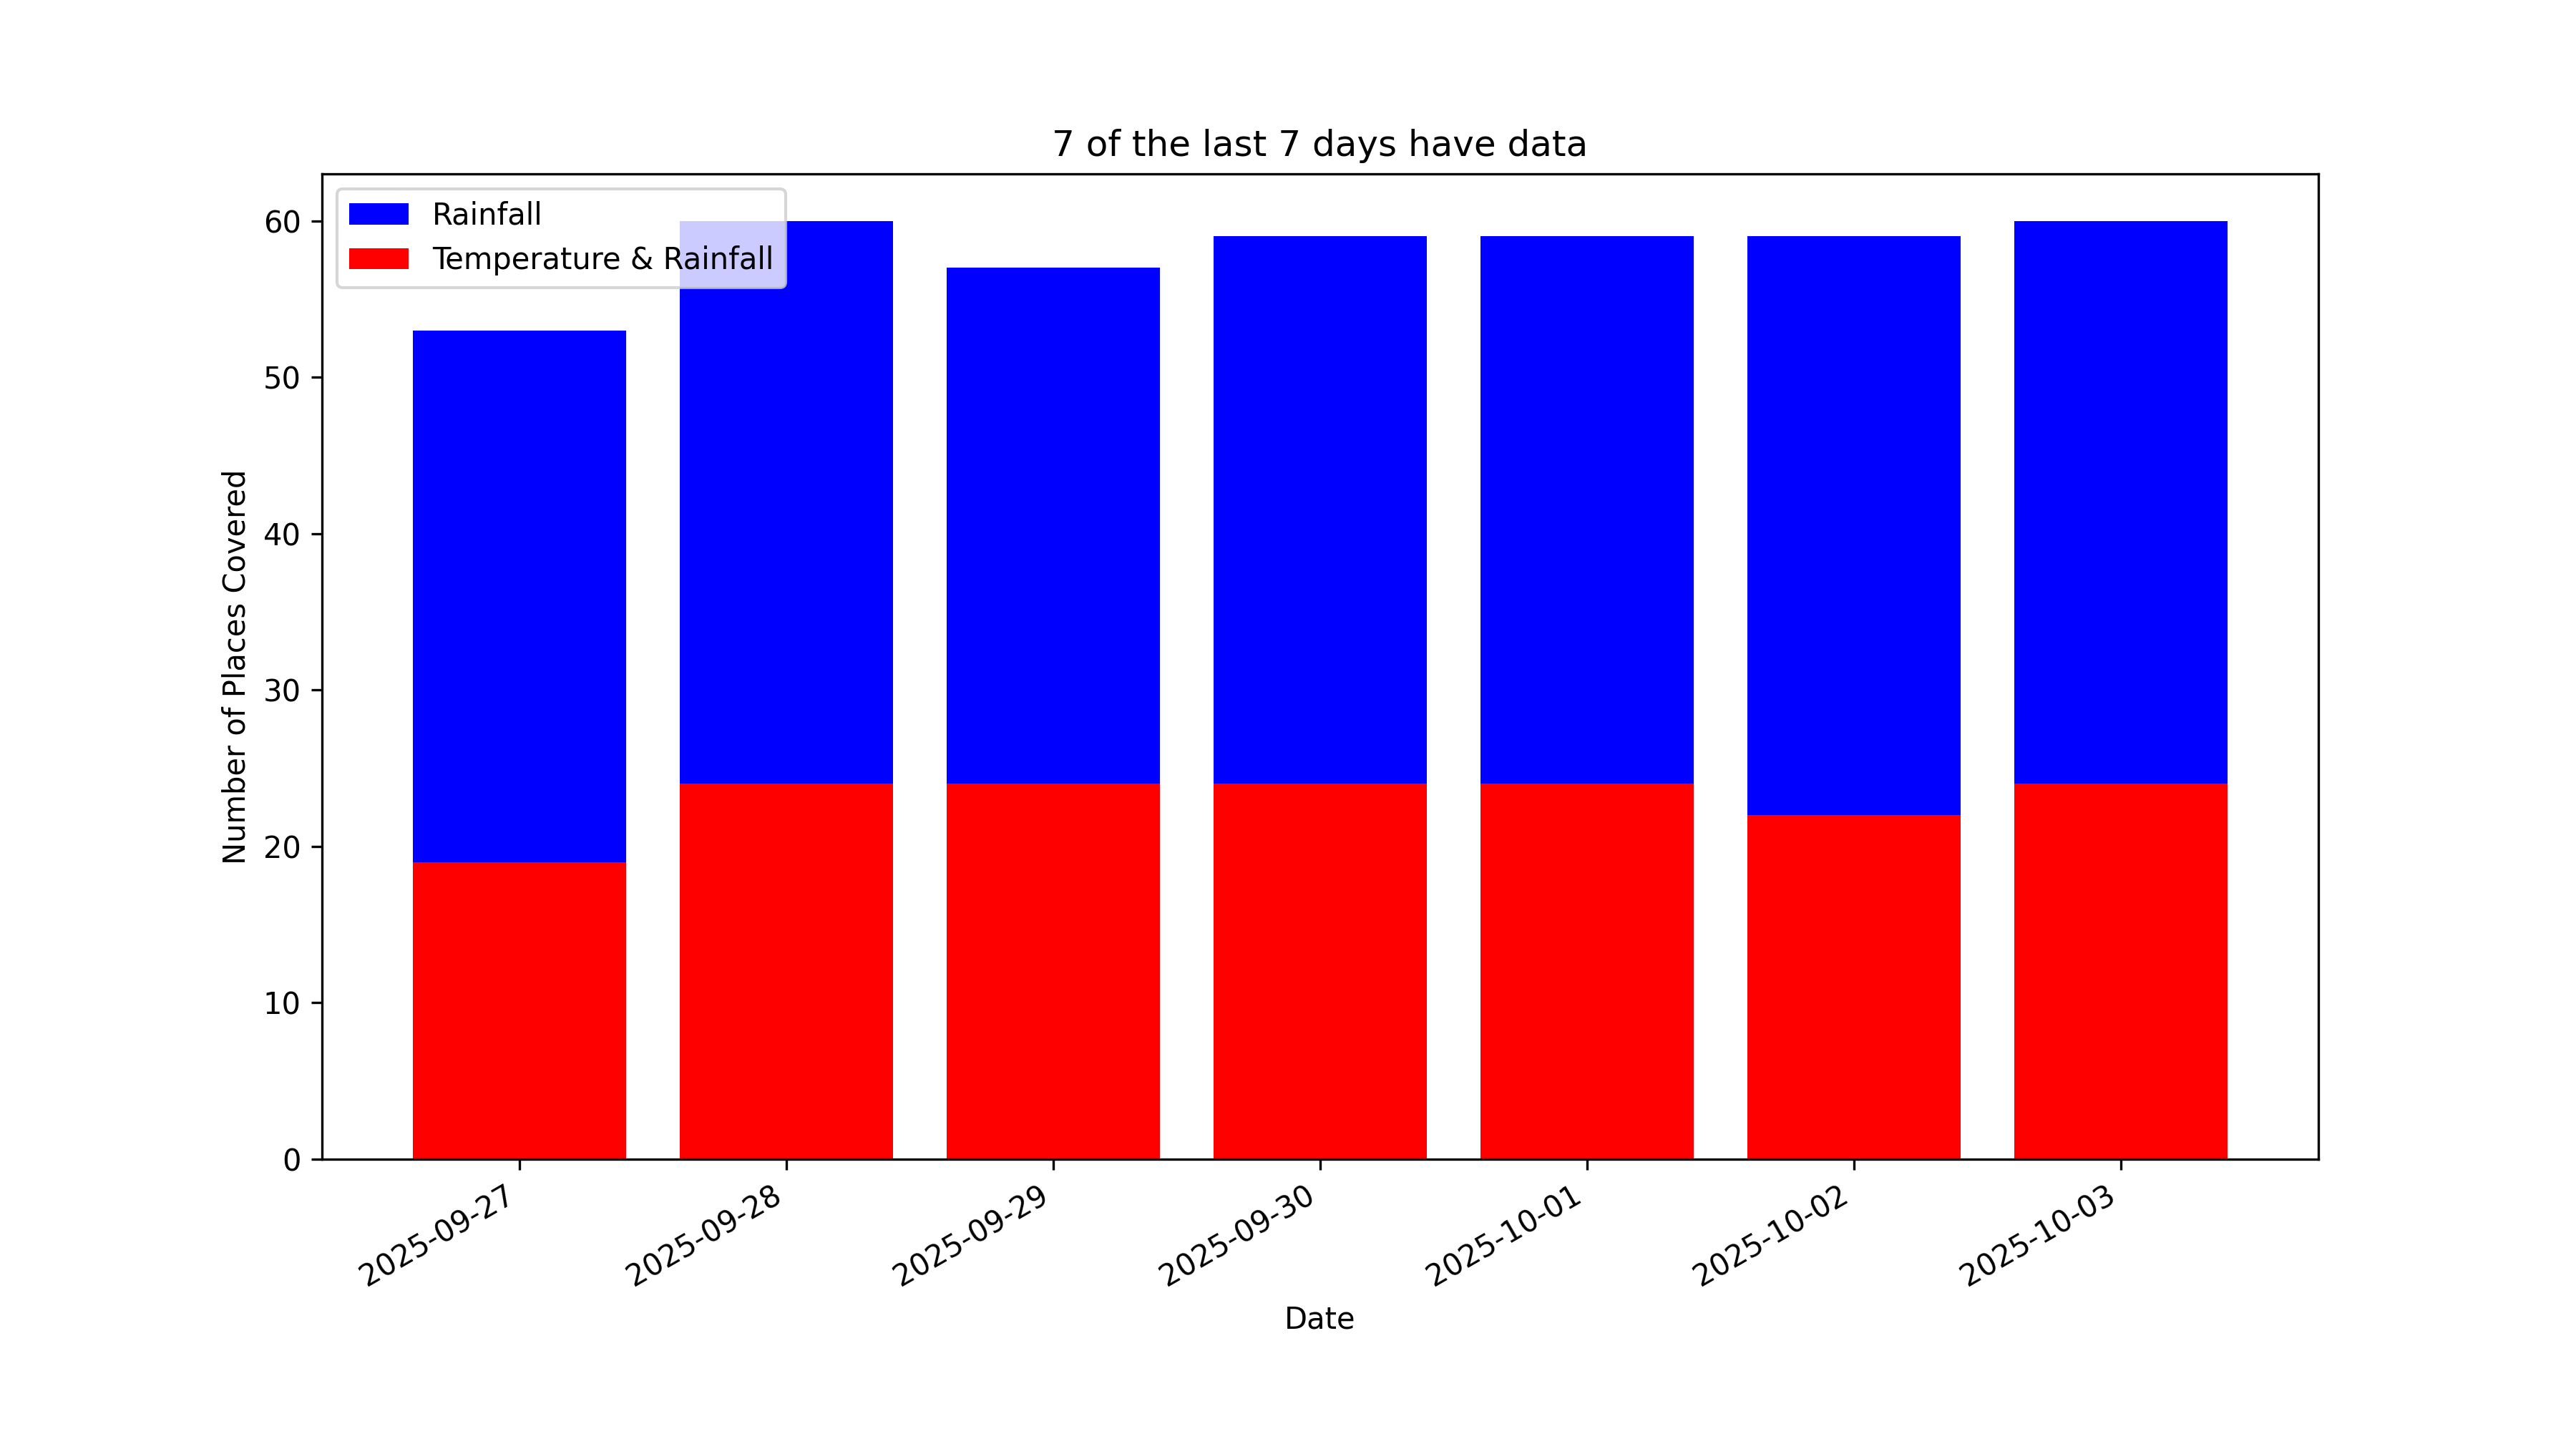 7 of the last 7 days have data
Rainfall
Temperature & Rainfall
Number of Places Covered
60
50
40
30
20
10
0
2025-09-27
2025-09-28
2025-09-29
2025-09-30
2025-10-01
2025-10-02
2025-10-03
Date